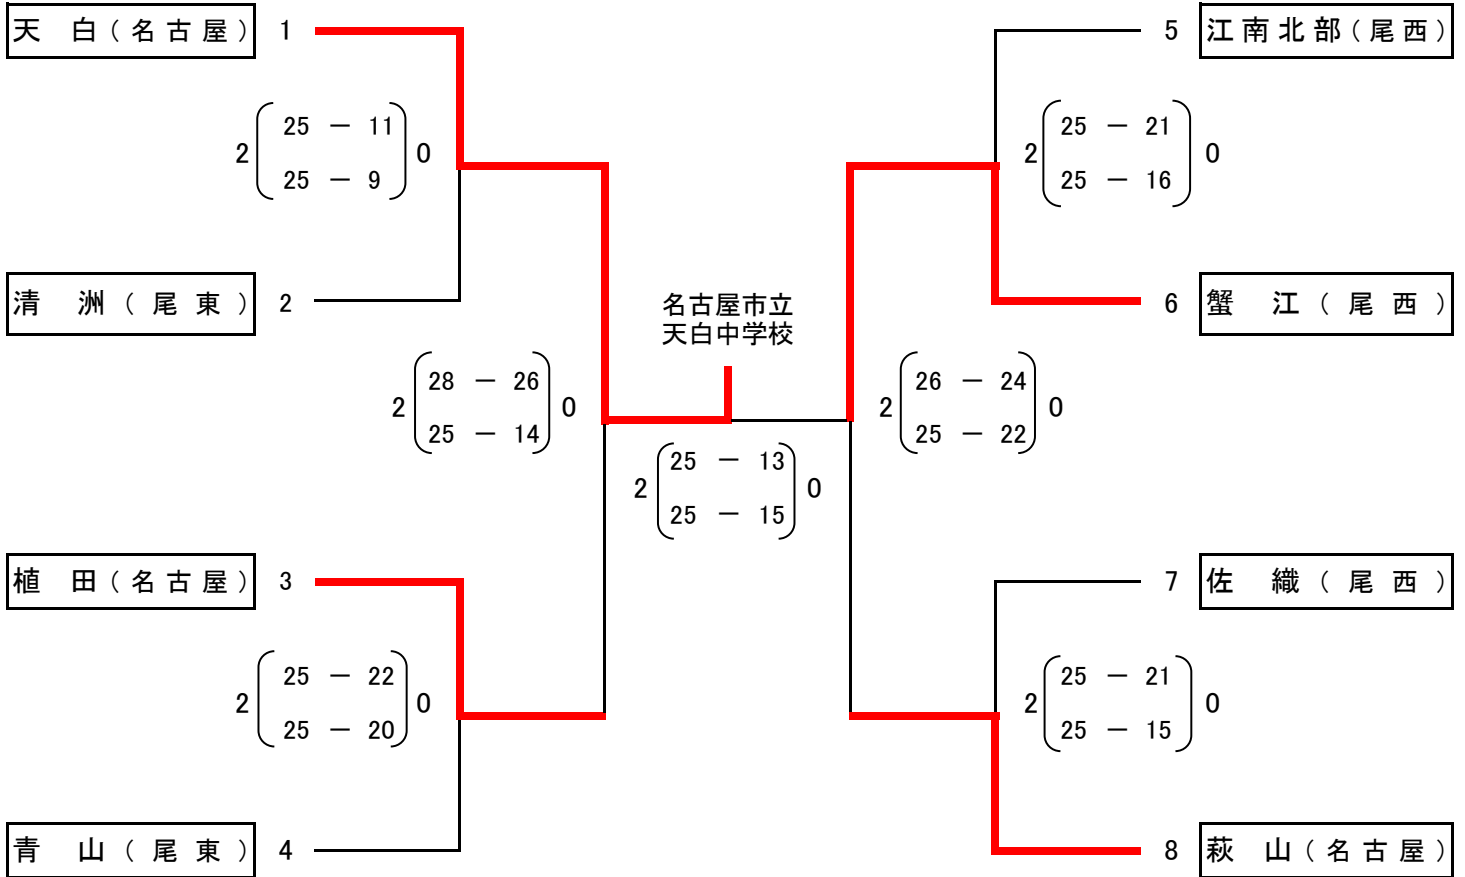 天 白（名古屋） 1
2 25 － 11 0
25 － 9
清 洲（尾東） 2
2 28 － 26 0
25 － 14
植 田（名古屋） 3
2 25 － 22 0
25 － 20
青 山（尾東） 4
名古屋市立
天白中学校
2 25 － 13 0
25 － 15
5 江南北部（尾西）
2 25 － 21 0
25 － 16
6 蟹 江（尾西）
2 26 － 24 0
25 － 22
7 佐 織（尾西）
2 25 － 21 0
25 － 15
8 萩 山（名古屋）